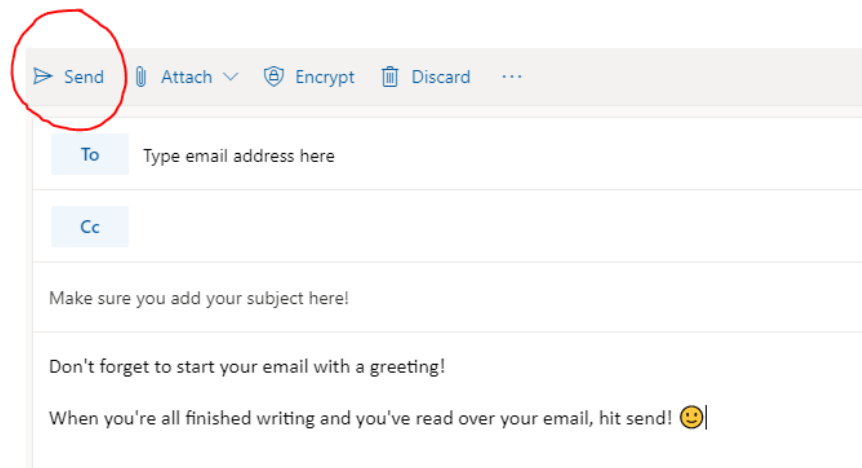 Send Attach Encrypt Discard ...
To Type email address here
Cc
Make sure you add your subject here!
Don't forget to start your email with a greeting!
When you're all finished writing and you've read over your email, hit send! 🙂